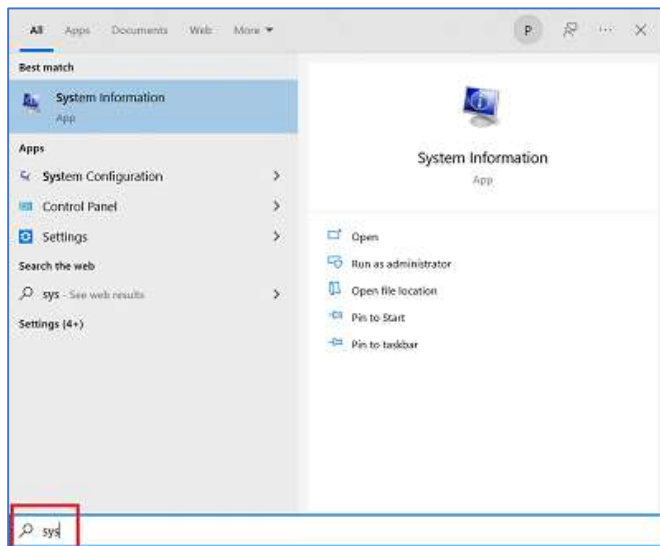 All Apps Documents Web More
P
Best match
System Information
App
Apps
System Configuration
Control Panel
Settings
Search the web
sys - See web results
Settings (4+)
System Information
App
Open
Run as administrator
Open file location
Pin to Start
Pin to taskbar
sys